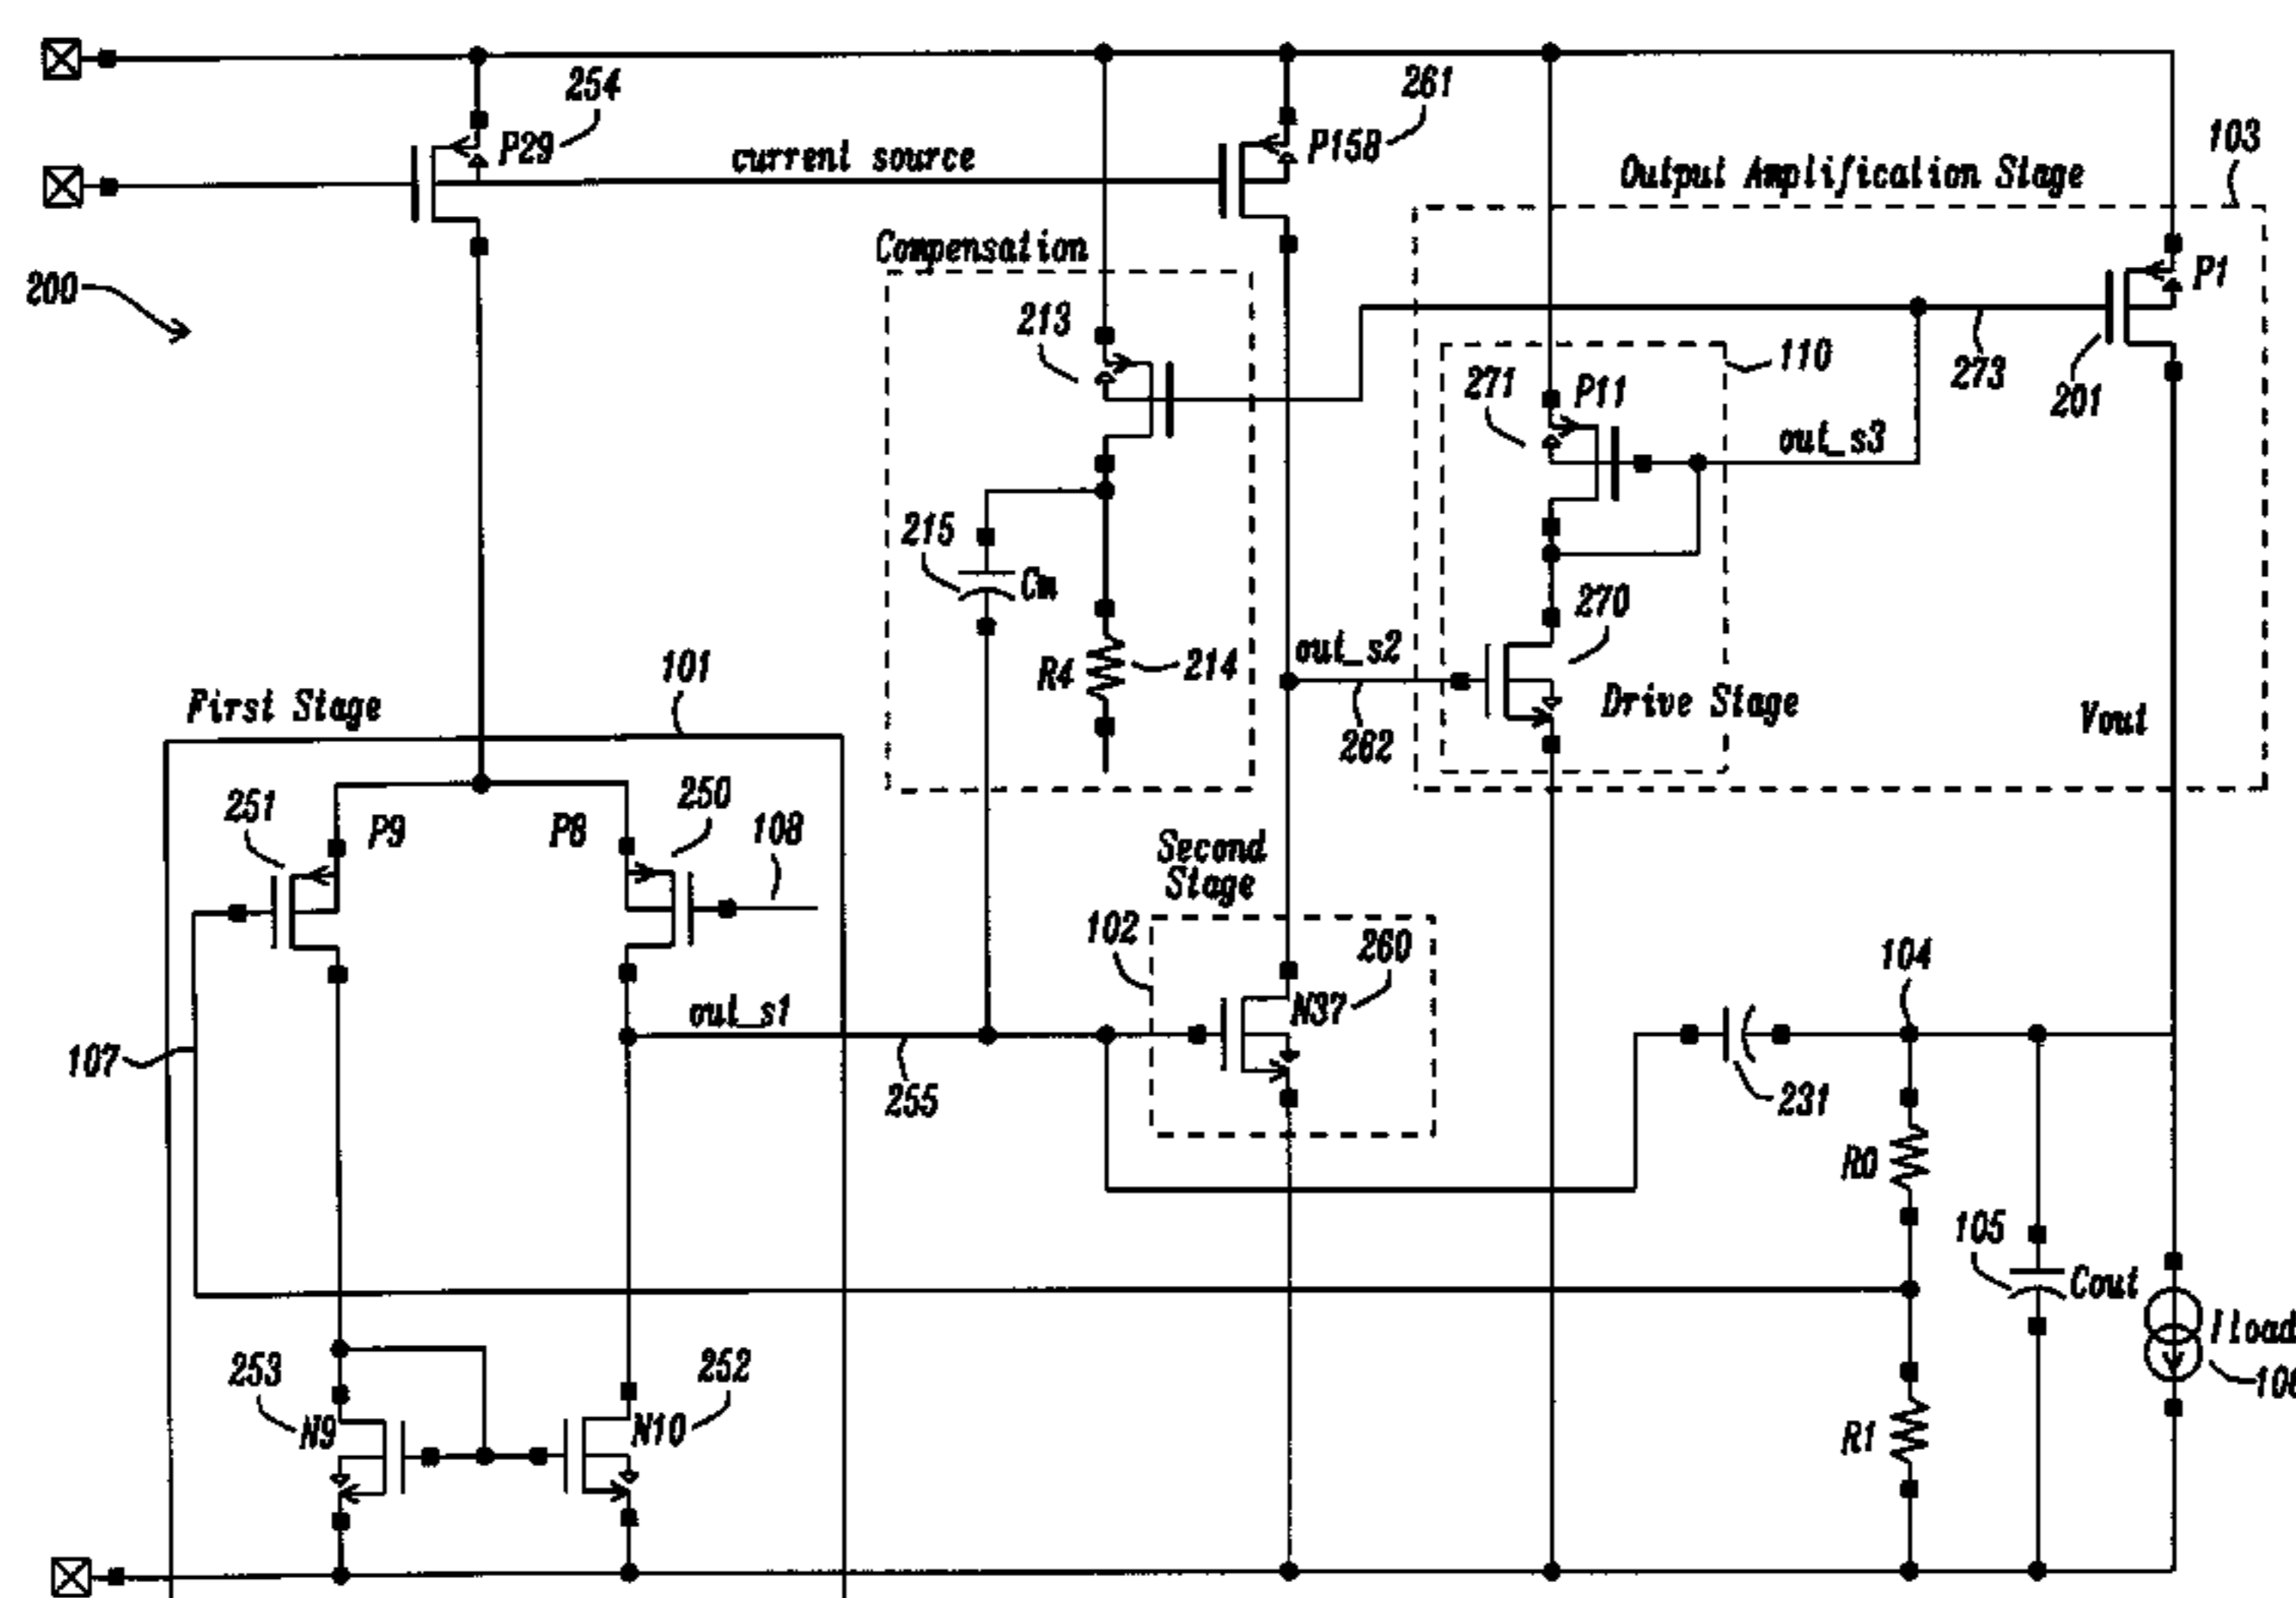 254
P29
current source
261
P158
103
Output Amplification Stage
200
Compensation
213
P1
110
271
P11
273
201
out_s3
215
Cm
270
out_s2
R4
214
101
First Stage
Drive Stage
262
Vout
251
P9
P8
250
108
Second
Stage
102
260
104
out_s1
N37
107
255
231
R0
105
Cout
Iload
253
N9
252
N10
R1